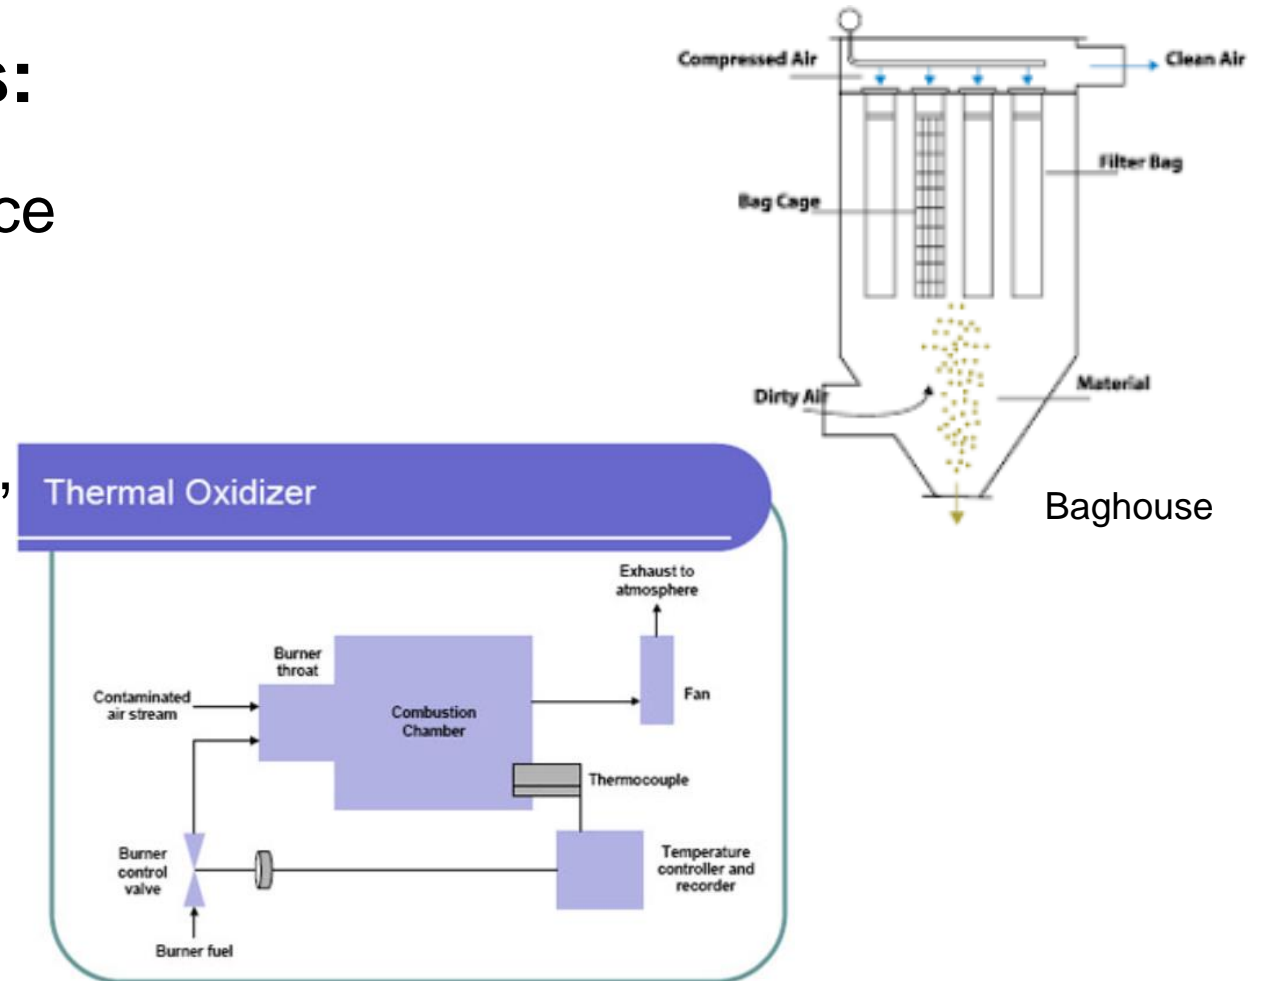 s:
ce
,
Compressed Air
Clean Air
Filter Bag
Bag Cage
Dirty Air
Material
Baghouse
Thermal Oxidizer
Exhaust to
atmosphere
Burner
throat
Contaminated
air stream
Combustion
Chamber
Fan
Thermocouple
Burner
control
valve
Temperature
controller and
recorder
Burner fuel